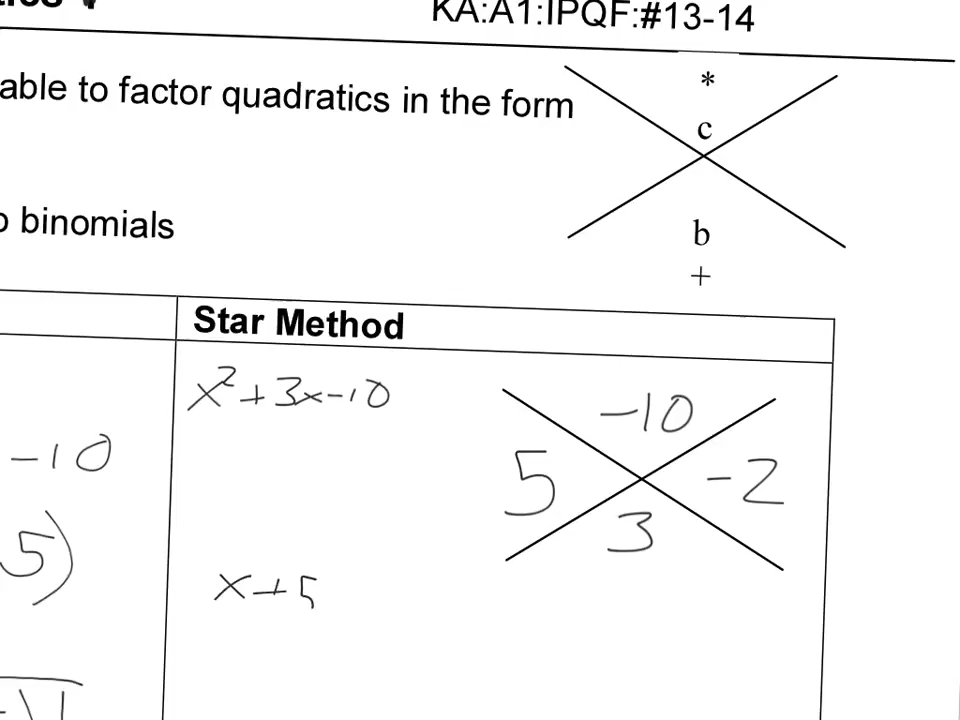 KA:A1:IPQF:#13-14
able to factor quadratics in the form
*
c
b
+
binomials
Star Method
x² + 3x - 10
-10
5
-2
3
-10
5)
x + 5